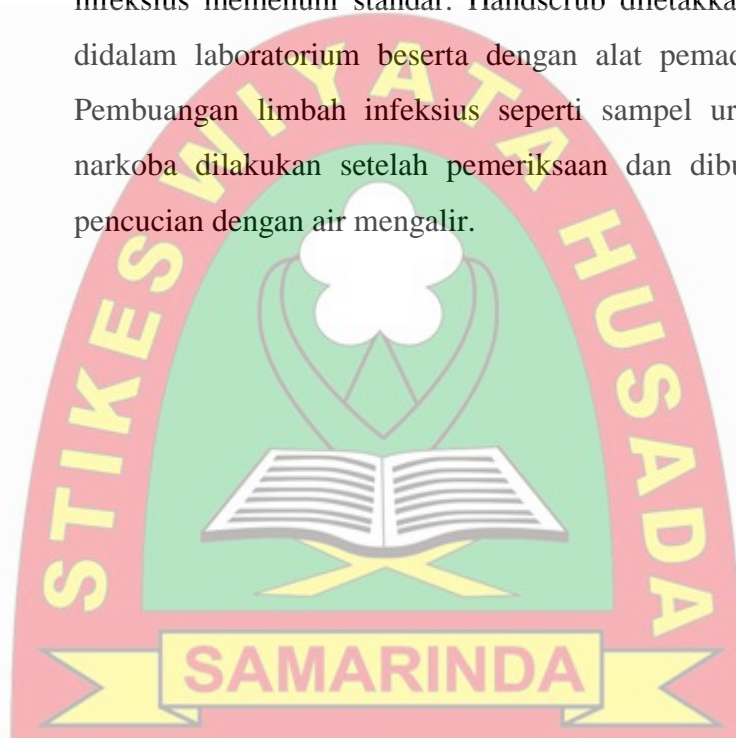 infeksius memenuhi standar. Handscrub diletakka
didalam laboratorium beserta dengan alat pemad
Pembuangan limbah infeksius seperti sampel ur
narkoba dilakukan setelah pemeriksaan dan dibu
pencucian dengan air mengalir.
STIKES WIYATA HUSADA
SAMARINDA